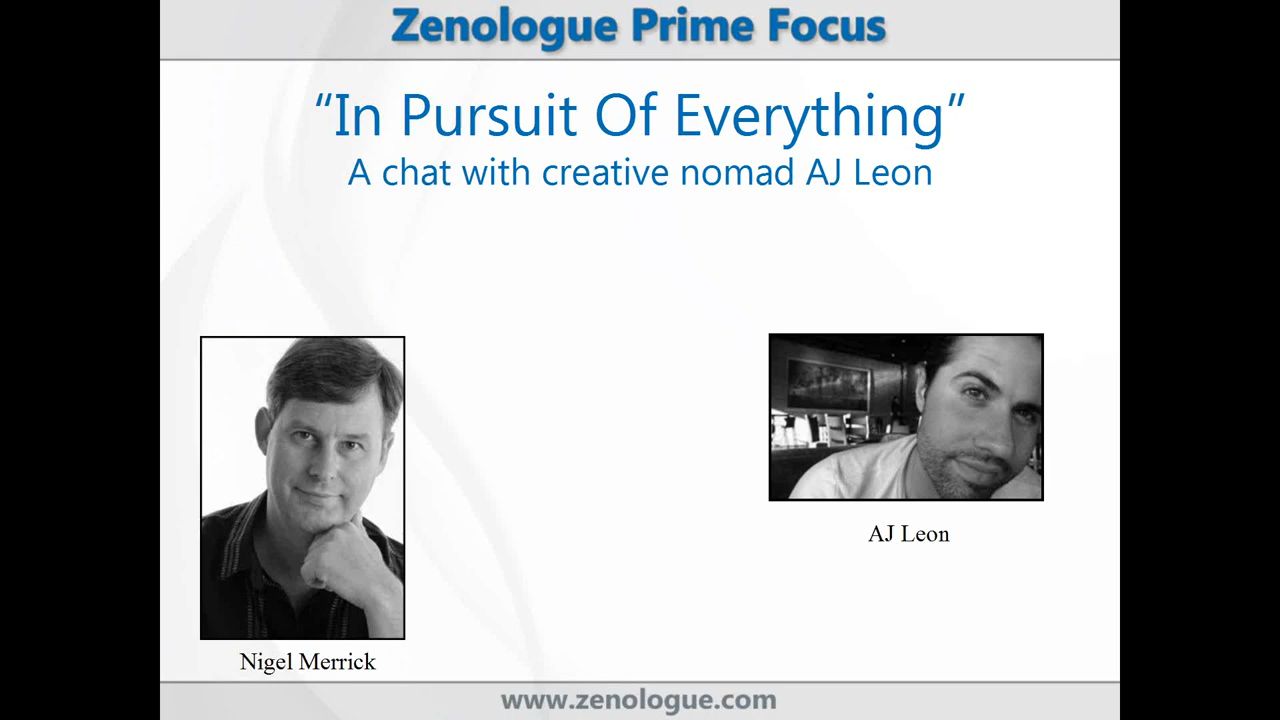 Zenologue Prime Focus
“In Pursuit Of Everything”
A chat with creative nomad AJ Leon
AJ Leon
Nigel Merrick
www.zenologue.com